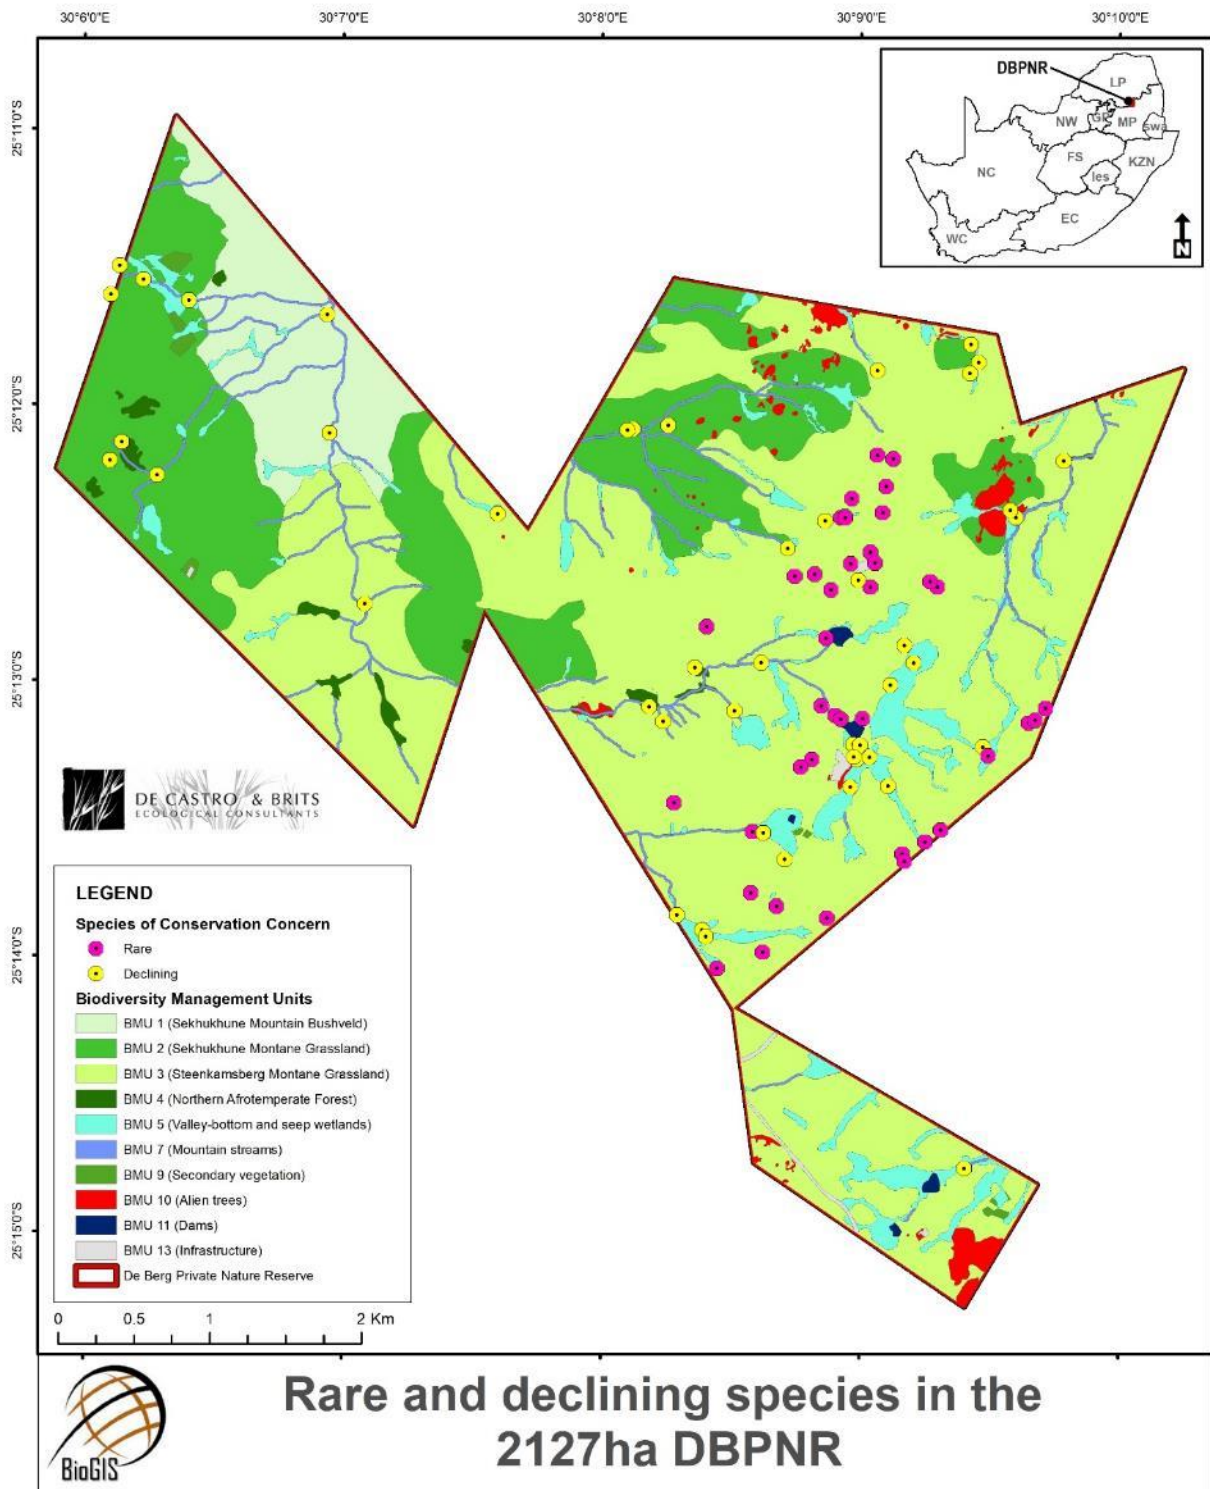 30°6'0"E 30°7'0"E 30°8'0"E 30°9'0"E 30°10'0"E
25°11'0"S
25°12'0"S
25°13'0"S
25°14'0"S
25°15'0"S
DBPNR
LP
NW
GP
MP
swa
FS
KZN
NC
les
EC
WC
N
DE CASTRO & BRITS
ECOLOGICAL CONSULTANTS
LEGEND
Species of Conservation Concern
Rare
Declining
Biodiversity Management Units
BMU 1 (Sekhukhune Mountain Bushveld)
BMU 2 (Sekhukhune Montane Grassland)
BMU 3 (Steenkamsberg Montane Grassland)
BMU 4 (Northern Afrotemperate Forest)
BMU 5 (Valley-bottom and seep wetlands)
BMU 7 (Mountain streams)
BMU 9 (Secondary vegetation)
BMU 10 (Alien trees)
BMU 11 (Dams)
BMU 13 (Infrastructure)
De Berg Private Nature Reserve
0 0.5 1 2 Km
BioGIS
Rare and declining species in the
2127ha DBPNR